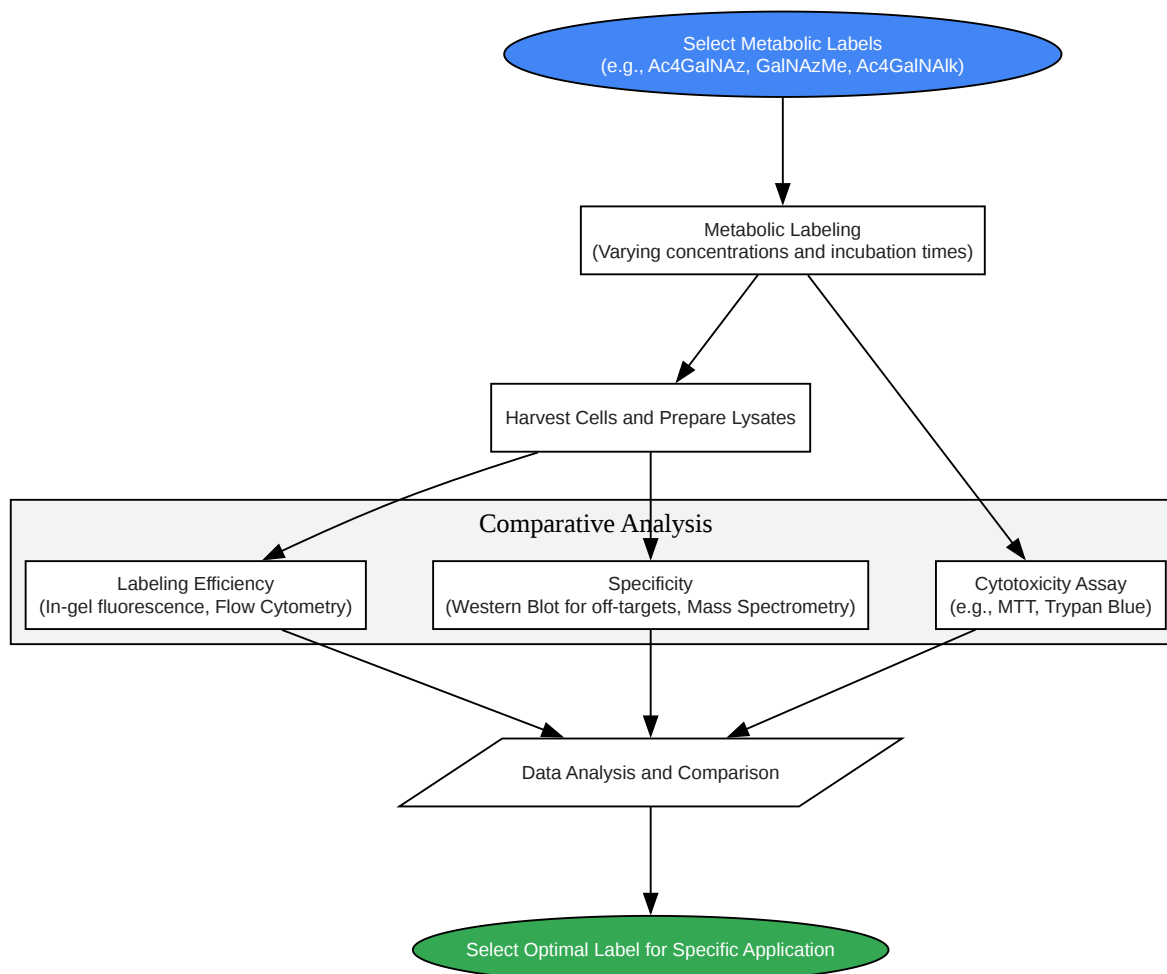 Select Metabolic Labels
(e.g., Ac4GalNAz, GalNAzMe, Ac4GalNAlk)
Metabolic Labeling
(Varying concentrations and incubation times)
Harvest Cells and Prepare Lysates
Comparative Analysis
Labeling Efficiency
(In-gel fluorescence, Flow Cytometry)
Specificity
(Western Blot for off-targets, Mass Spectrometry)
Cytotoxicity Assay
(e.g., MTT, Trypan Blue)
Data Analysis and Comparison
Select Optimal Label for Specific Application